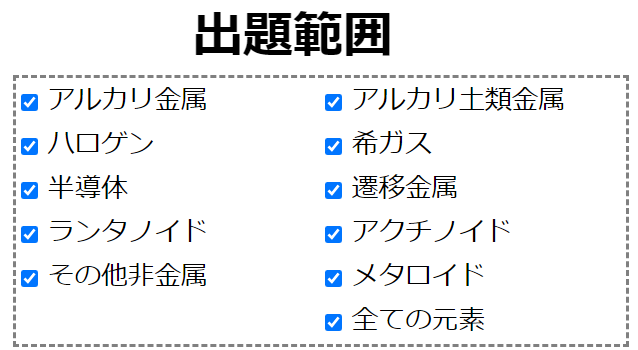 出題範囲
アルカリ金属 アルカリ土類金属
ハロゲン 希ガス
半導体 遷移金属
ランタノイド アクチノイド
その他非金属 メタロイド
全ての元素